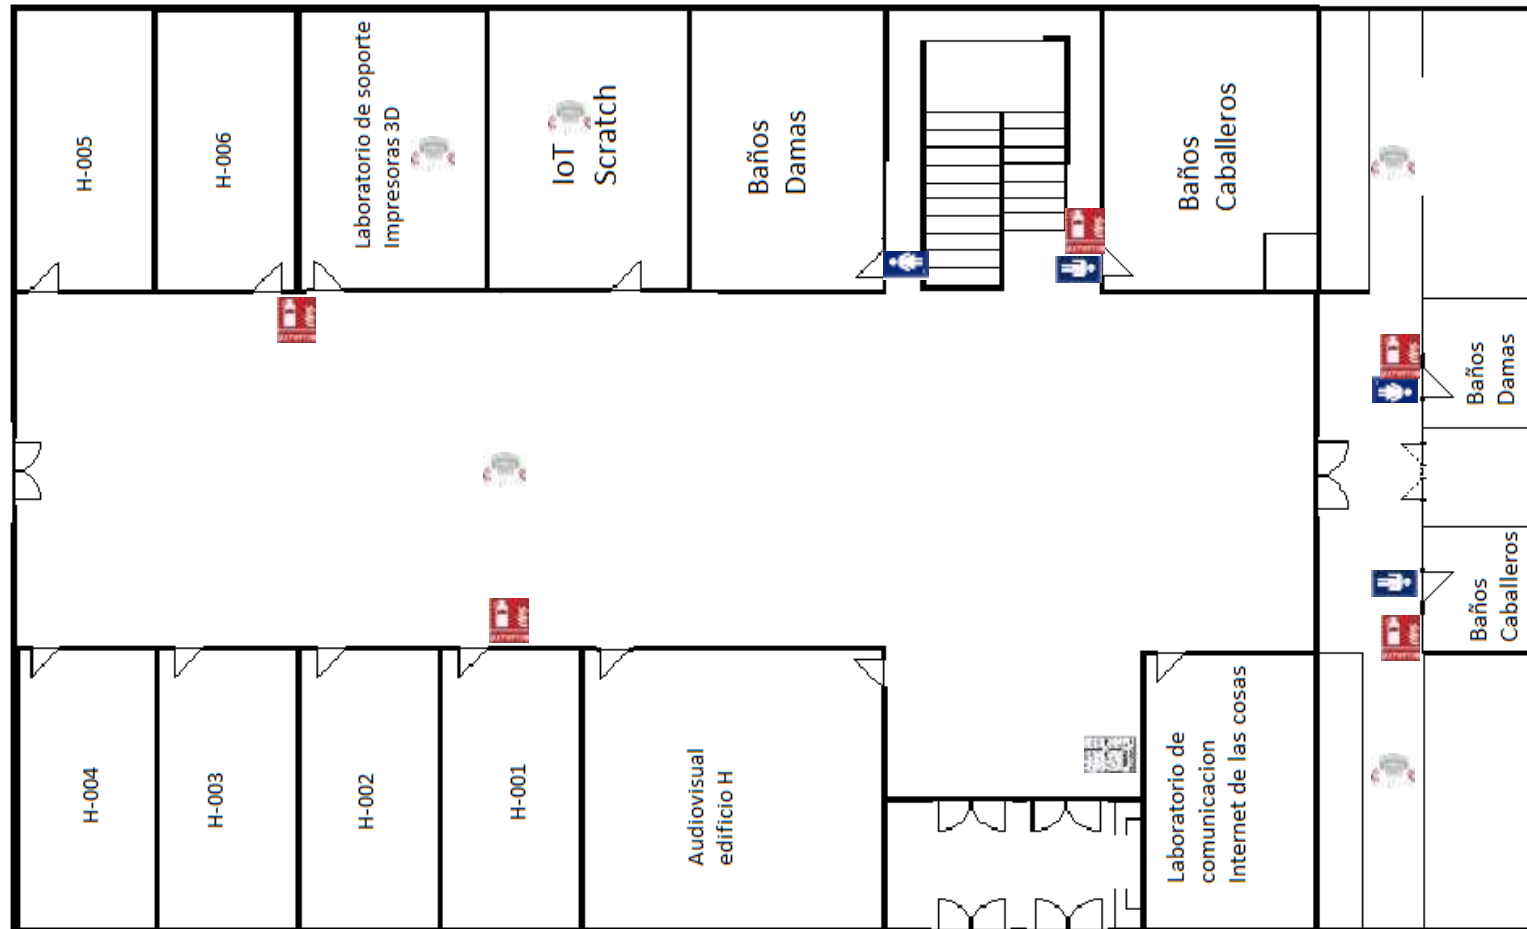 H-005
H-006
Laboratorio de soporte
Impresoras 3D
IoT
Scratch
Baños
Damas
Baños
Caballeros
Baños
Damas
Baños
Caballeros
H-004
H-003
H-002
H-001
Audiovisual
edificio H
Laboratorio de
comunicacion
Internet de las cosas